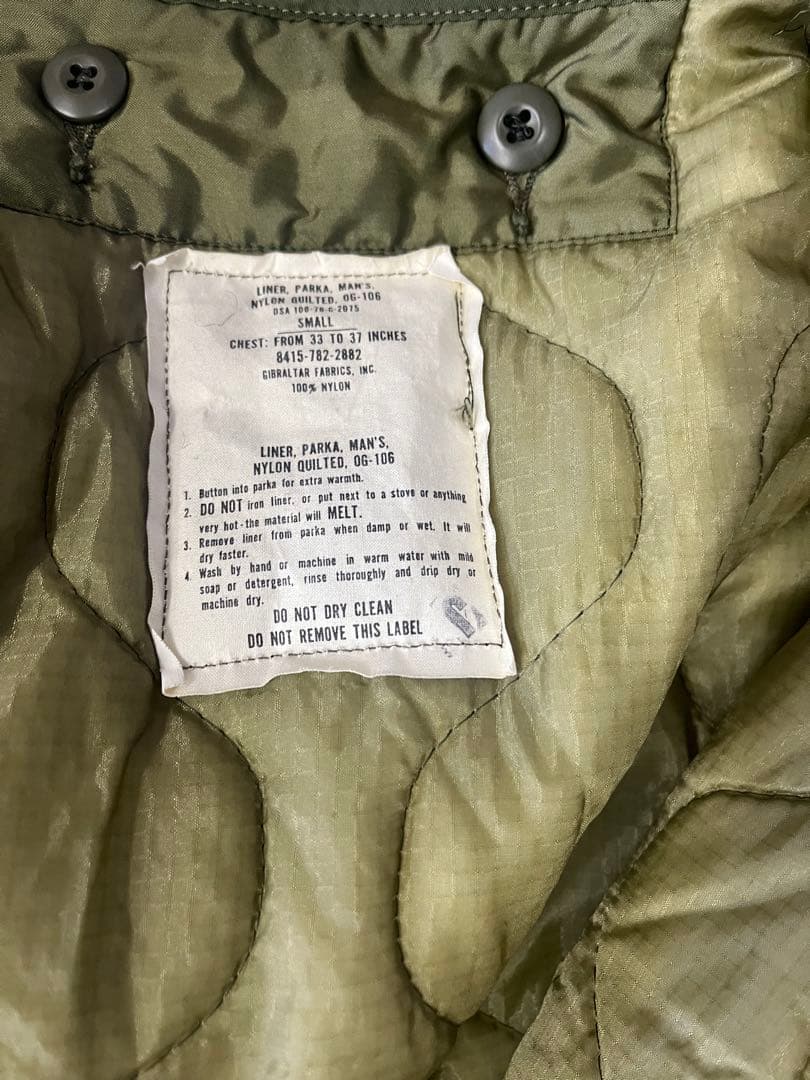 LINER, PARKA, MAN'S,
NYLON QUILTED, OG-106
DSA 100-76-C-2075
SMALL
CHEST: FROM 33 TO 37 INCHES
8415-782-2882
GIBRALTAR FABRICS, INC.
100% NYLON
LINER, PARKA, MAN'S,
NYLON QUILTED, OG-106
1. Button into parka for extra warmth.
2. DO NOT iron liner, or put next to a stove or anything
very hot-the material will MELT.
3. Remove liner from parka when damp or wet. It will
dry faster.
4. Wash by hand or machine in warm water with mild
soap or detergent, rinse thoroughly and drip dry or
machine dry.
DO NOT DRY CLEAN
DO NOT REMOVE THIS LABEL